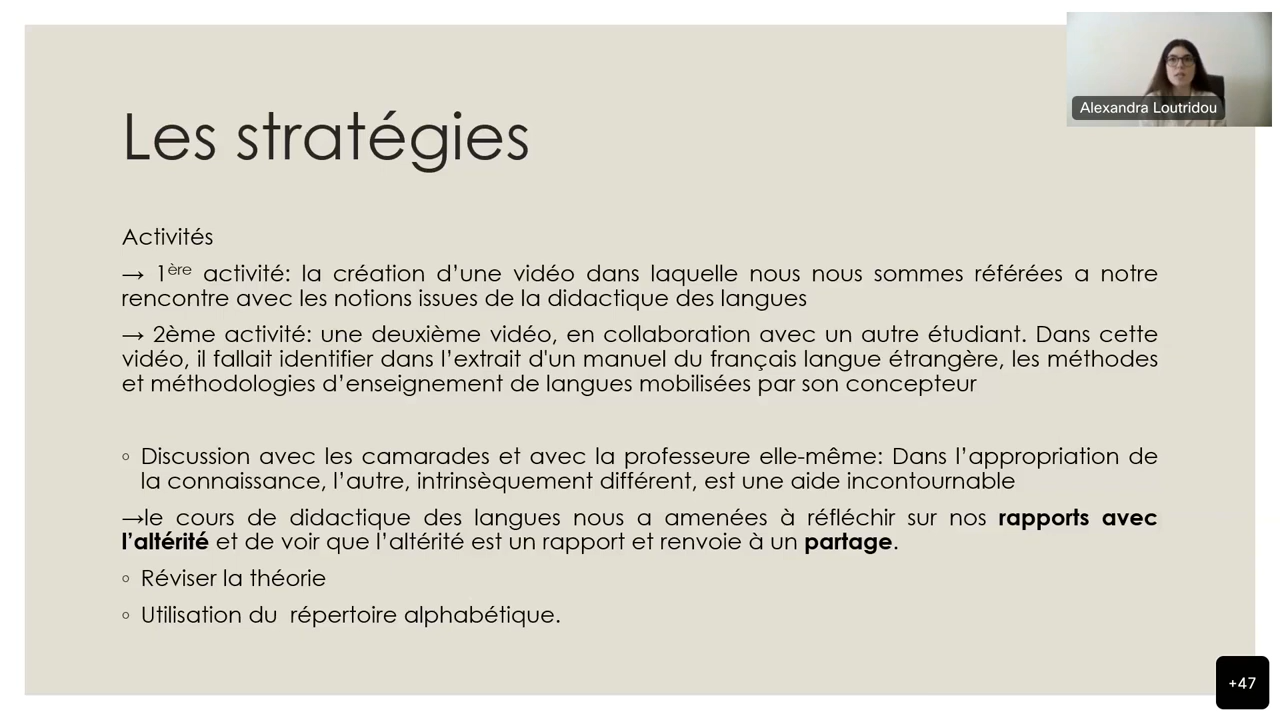 Alexandra Loutridou
Les stratégies
Activités
→ 1ère activité: la création d’une vidéo dans laquelle nous nous sommes référées a notre
rencontre avec les notions issues de la didactique des langues
→ 2ème activité: une deuxième vidéo, en collaboration avec un autre étudiant. Dans cette
vidéo, il fallait identifier dans l’extrait d'un manuel du français langue étrangère, les méthodes
et méthodologies d’enseignement de langues mobilisées par son concepteur
◦ Discussion avec les camarades et avec la professeure elle-même: Dans l’appropriation de
la connaissance, l’autre, intrinsèquement différent, est une aide incontournable
→le cours de didactique des langues nous a amenées à réfléchir sur nos rapports avec
l’altérité et de voir que l’altérité est un rapport et renvoie à un partage.
◦ Réviser la théorie
◦ Utilisation du  répertoire alphabétique.
+47